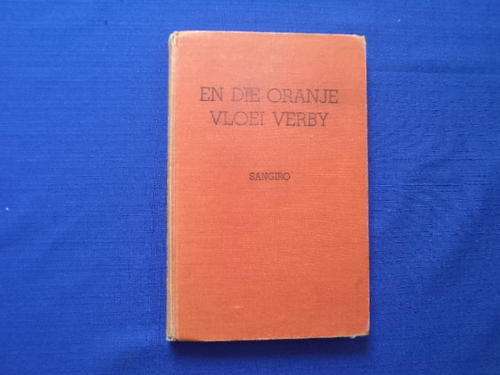 EN DIE ORANJE
VLOEI VERBY
SANGIRO